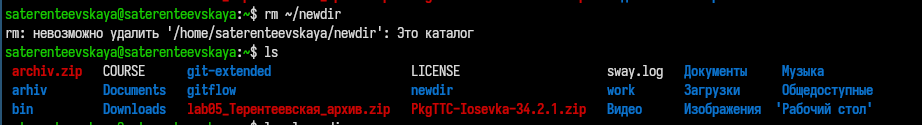 saterenteevskaya@saterenteevskaya:~$ rm ~/newdir
rm: невозможно удалить '/home/saterenteevskaya/newdir': Это каталог
saterenteevskaya@saterenteevskaya:~$ ls
archiv.zip COURSE git-extended LICENSE sway.log Документы Музыка
arhiv Documents gitflow newdir work Загрузки Общедоступные
bin Downloads lab05_Терентеевская_архив.zip PkgTTC-Iosevka-34.2.1.zip Видео Изображения 'Рабочий стол'